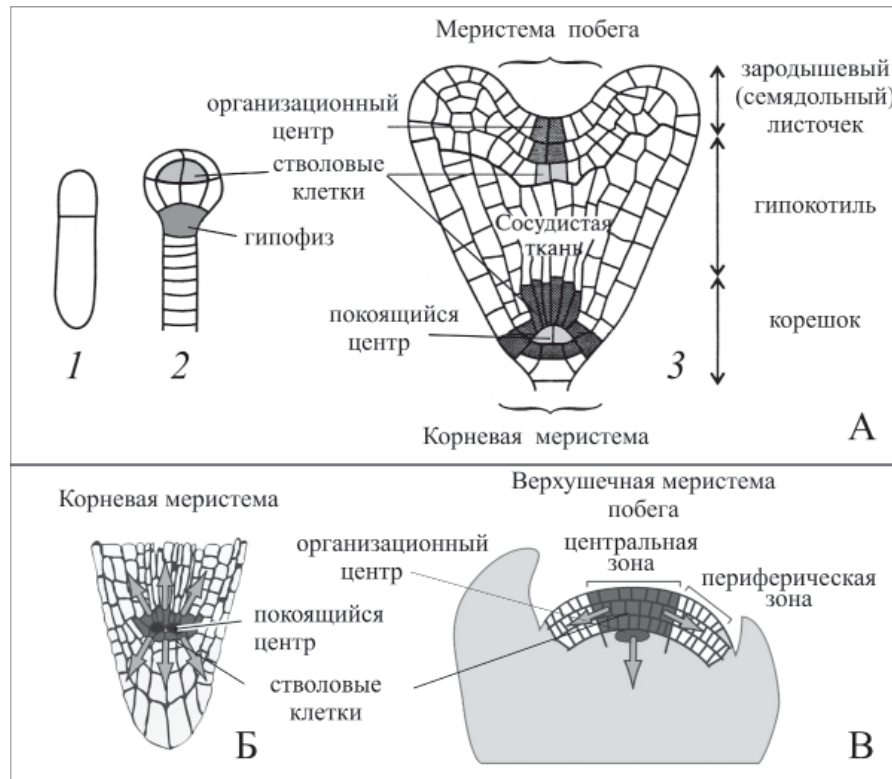 Меристема побега
организационный
центр
стволовые
клетки
гипофиз
Сосудистая
ткань
покоящийся
центр
1
2
3
Корневая меристема
зародышевый
(семядольный)
листочек
гипокотиль
корешок
А
Корневая меристема
покоящийся
центр
стволовые
клетки
Б
Верхушечная меристема
побега
организационный
центр
центральная
зона
периферическая
зона
В